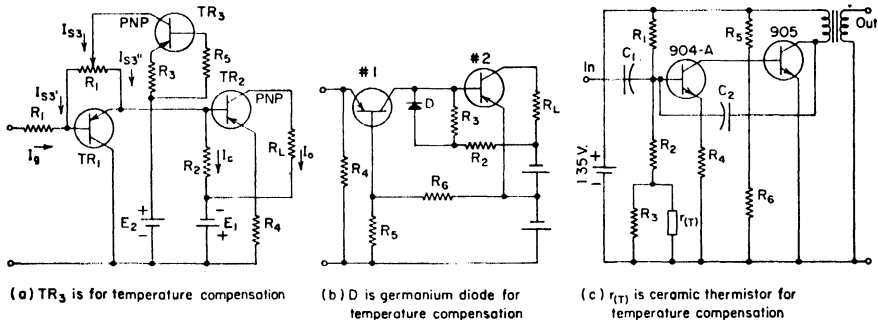 PNP
TR3
IS3
IS3"
R3
R5
R1
IS3'
TR2
PNP
R1
Ig
TR1
R2
Ic
RL
Io
E2
E1
R4
+
-
-
+
(a) TR3 is for temperature compensation
#1
#2
D
R3
RL
R2
R4
R6
R5
(b) D is germanium diode for
temperature compensation
R1
R5
905
Out
904-A
C1
In
C2
1.35 V.
+
-
R2
R4
R3
r(T)
R6
(c) r(T) is ceramic thermistor for
temperature compensation